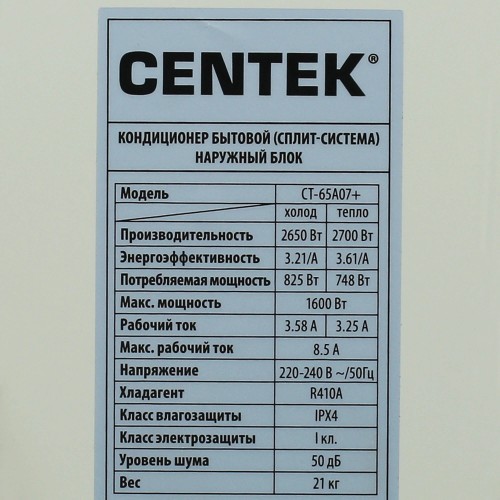 CENTEK®
КОНДИЦИОНЕР БЫТОВОЙ (СПЛИТ-СИСТЕМА)
НАРУЖНЫЙ БЛОК
Модель CT-65A07+
холод тепло
Производительность 2650 Вт 2700 Вт
Энергоэффективность 3.21/A 3.61/A
Потребляемая мощность 825 Вт 748 Вт
Макс. мощность 1600 Вт
Рабочий ток 3.58 А 3.25 А
Макс. рабочий ток 8.5 А
Напряжение 220-240 В ~/50Гц
Хладагент R410A
Класс влагозащиты IPX4
Класс электрозащиты I кл.
Уровень шума 50 дБ
Вес 21 кг